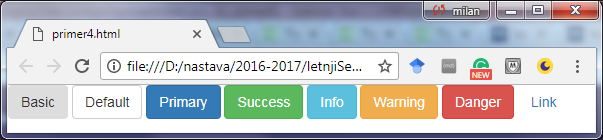 milan
primer4.html
file:///D:/nastava/2016-2017/letnjiSe
NEW
Basic Default Primary Success Info Warning Danger Link